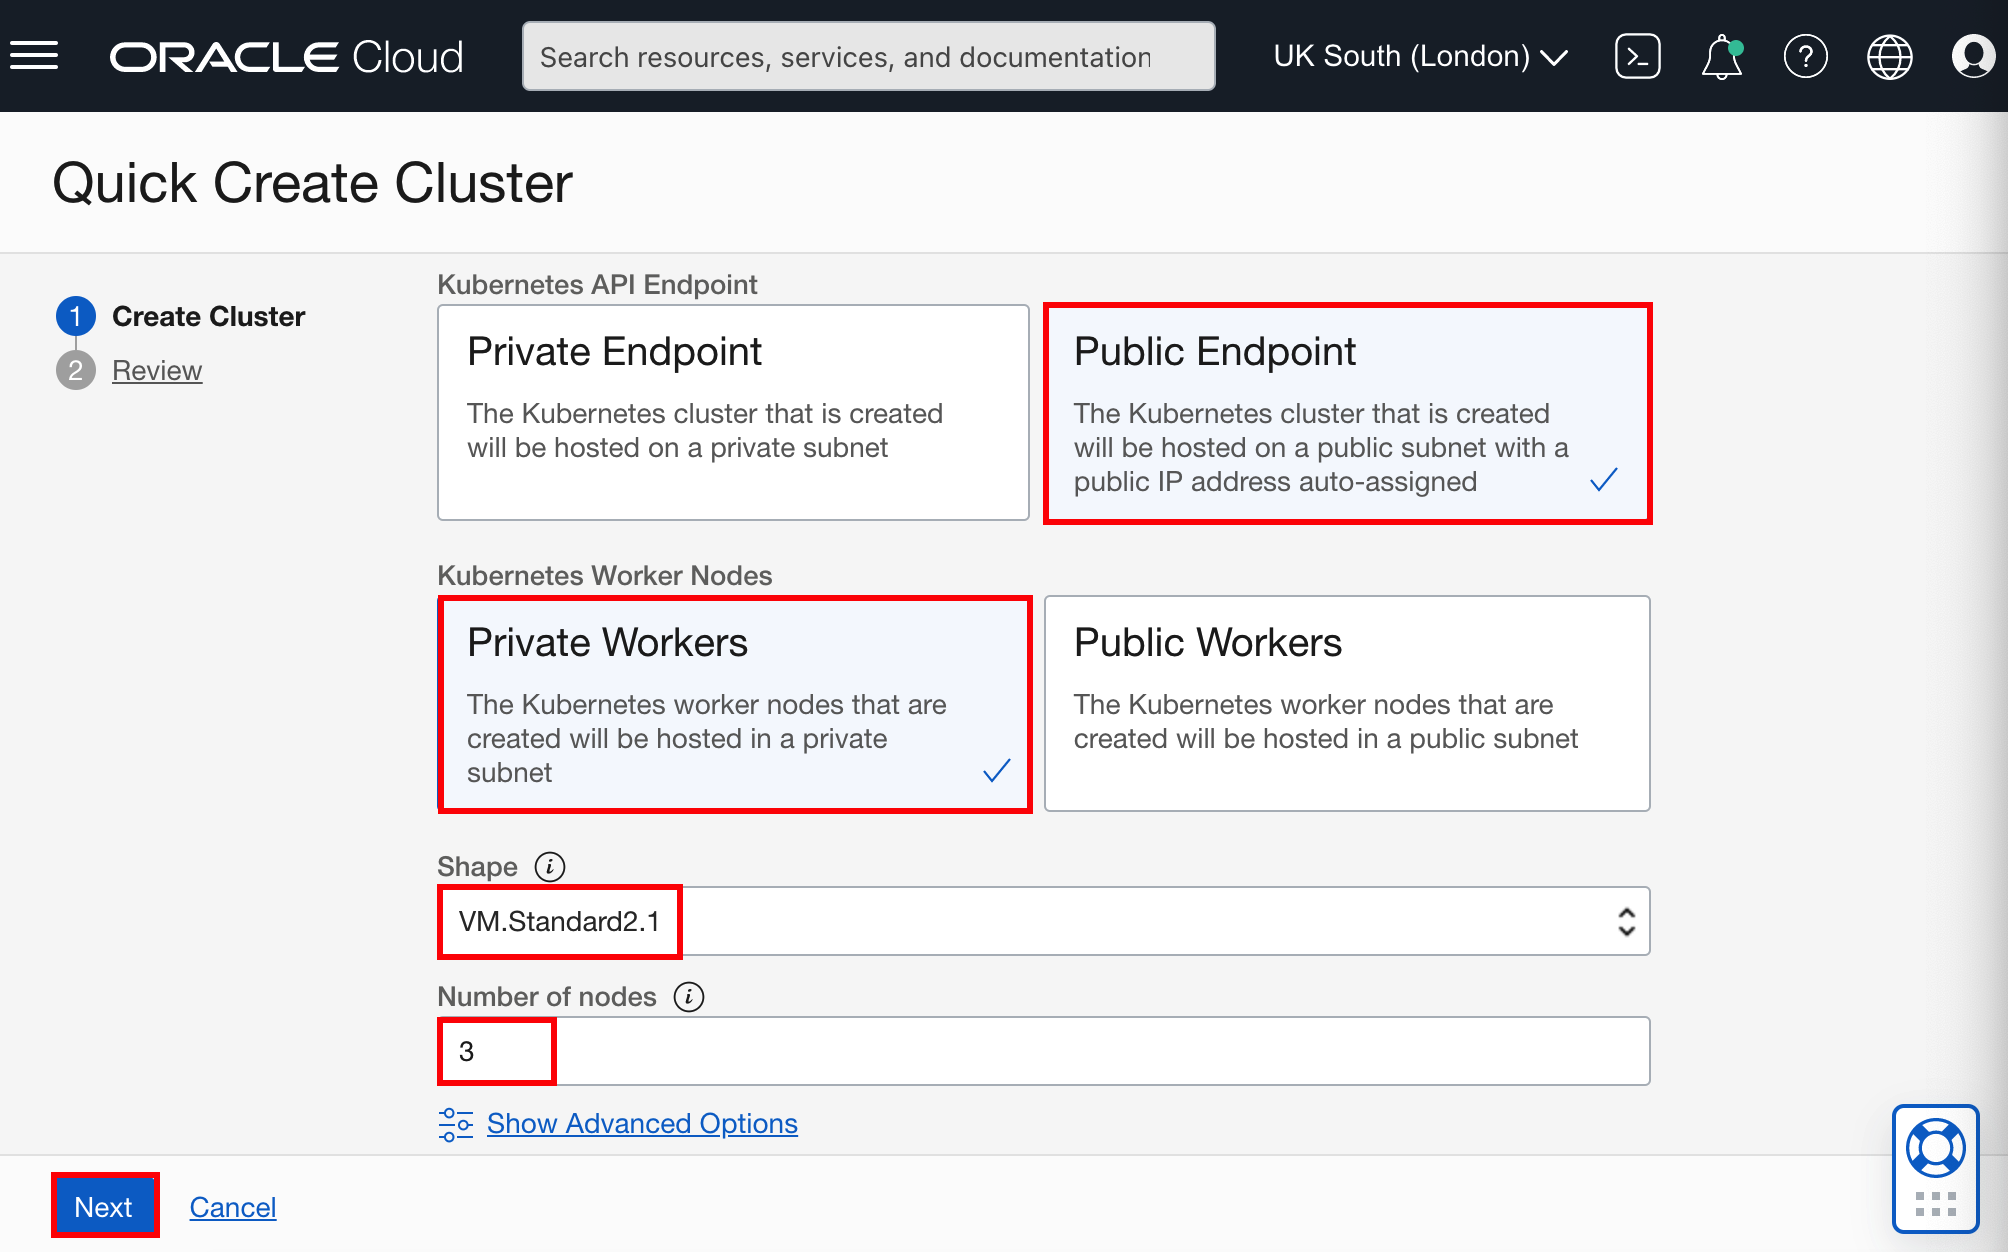 ORACLE Cloud
Search resources, services, and documentation
UK South (London)
Quick Create Cluster
1 Create Cluster
2 Review
Kubernetes API Endpoint
Private Endpoint
The Kubernetes cluster that is created
will be hosted on a private subnet
Public Endpoint
The Kubernetes cluster that is created
will be hosted on a public subnet with a
public IP address auto-assigned
Kubernetes Worker Nodes
Private Workers
The Kubernetes worker nodes that are
created will be hosted in a private
subnet
Public Workers
The Kubernetes worker nodes that are
created will be hosted in a public subnet
Shape
VM.Standard2.1
Number of nodes
3
Show Advanced Options
Next
Cancel